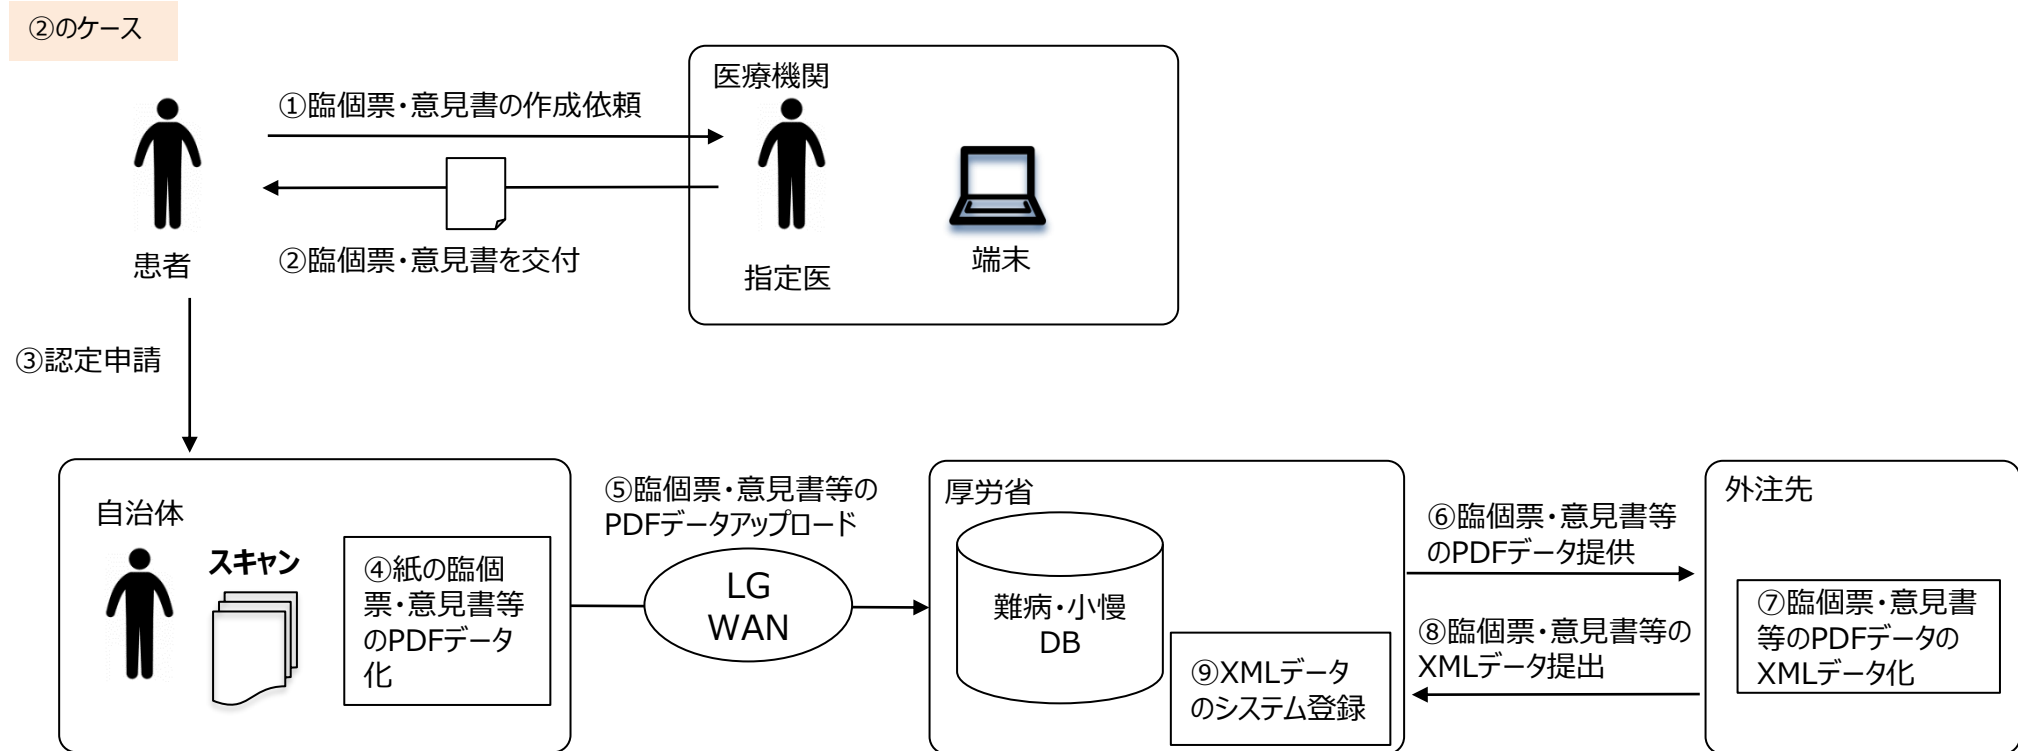 ②のケース
医療機関
①臨個票・意見書の作成依頼
②臨個票・意見書を交付
患者
指定医
端末
③認定申請
自治体
スキャン
④紙の臨個
票・意見書等
のPDFデータ
化
⑤臨個票・意見書等の
PDFデータアップロード
LG
WAN
厚労省
難病・小慢
DB
⑨XMLデータ
のシステム登録
⑥臨個票・意見書等
のPDFデータ提供
⑧臨個票・意見書等の
XMLデータ提出
外注先
⑦臨個票・意見書
等のPDFデータの
XMLデータ化